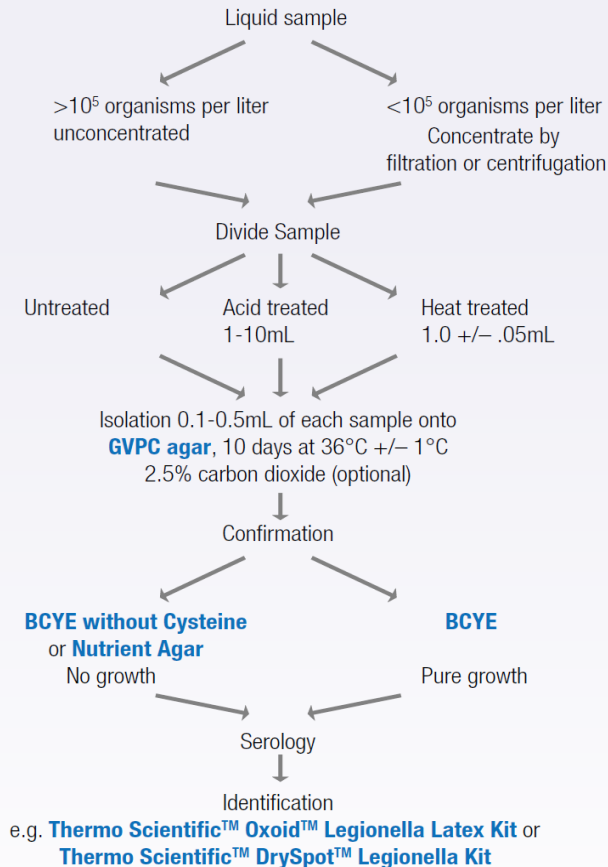 Liquid sample
>10⁵ organisms per liter
unconcentrated
<10⁵ organisms per liter
Concentrate by
filtration or centrifugation
Divide Sample
Untreated
Acid treated
1-10mL
Heat treated
1.0 +/– .05mL
Isolation 0.1-0.5mL of each sample onto
GVPC agar, 10 days at 36°C +/– 1°C
2.5% carbon dioxide (optional)
Confirmation
BCYE without Cysteine
or Nutrient Agar
No growth
BCYE
Pure growth
Serology
Identification
e.g. Thermo Scientific™ Oxoid™ Legionella Latex Kit or
Thermo Scientific™ DrySpot™ Legionella Kit